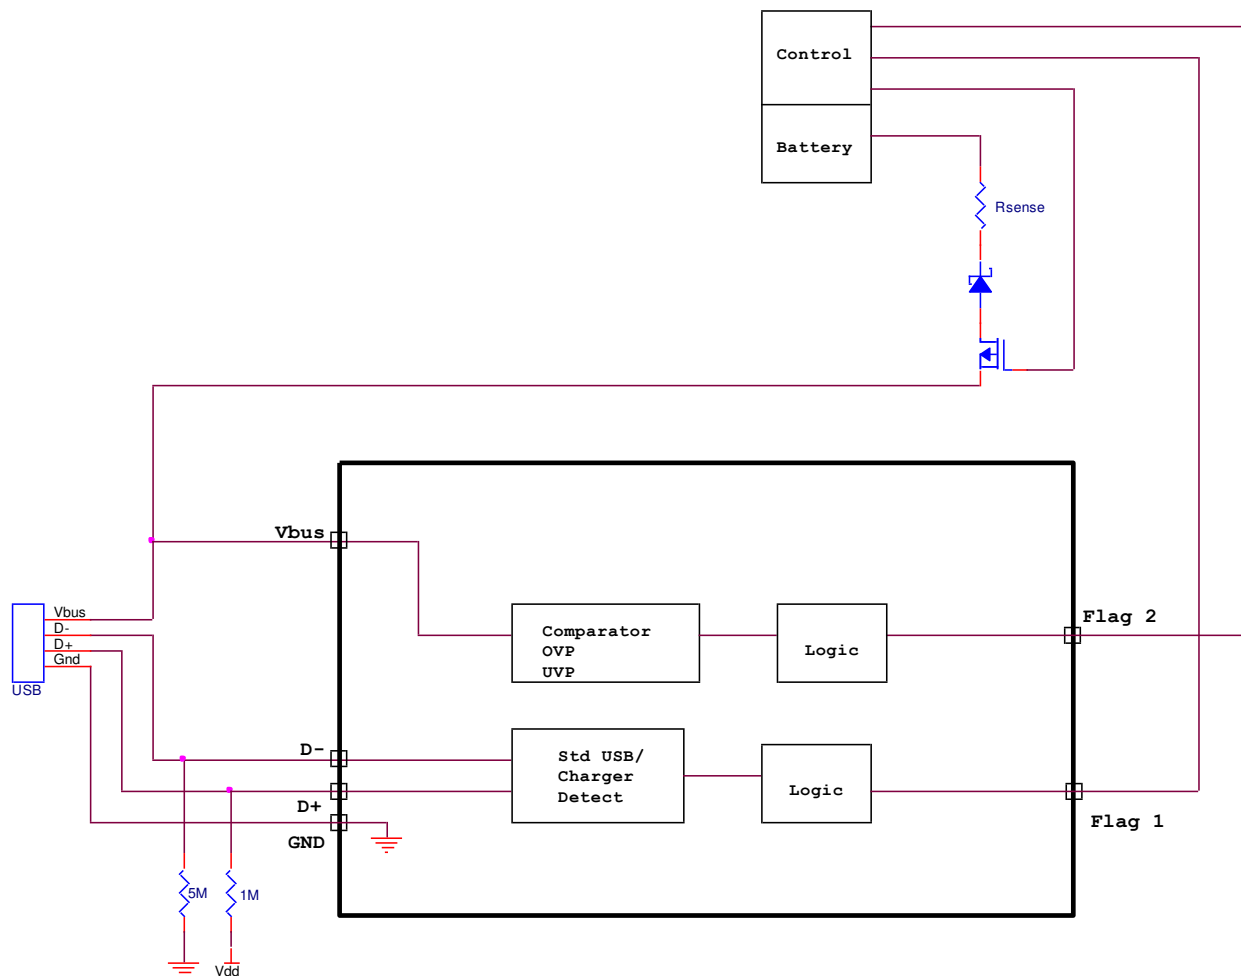 Control
Battery
Rsense
Vbus
Vbus
D-
D+
Gnd
USB
Comparator
OVP
UVP
Logic
Flag 2
D-
D+
GND
Std USB/
Charger
Detect
Logic
Flag 1
5M
1M
Vdd